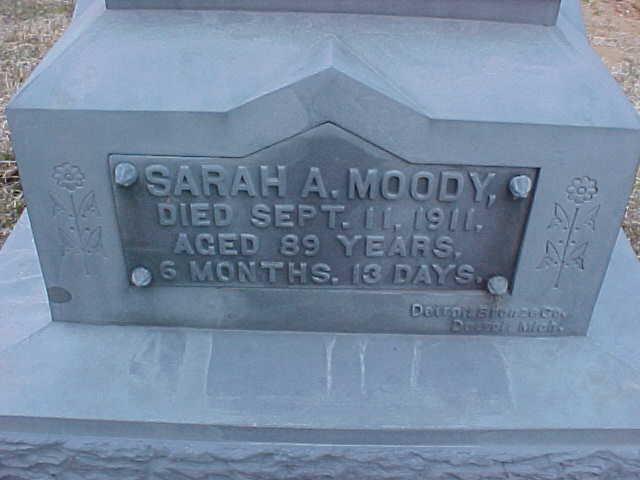 SARAH A. MOODY,
DIED SEPT. 11, 1911.
AGED 89 YEARS.
6 MONTHS. 13 DAYS.
Detroit Bronze Co.
Detroit Mich.